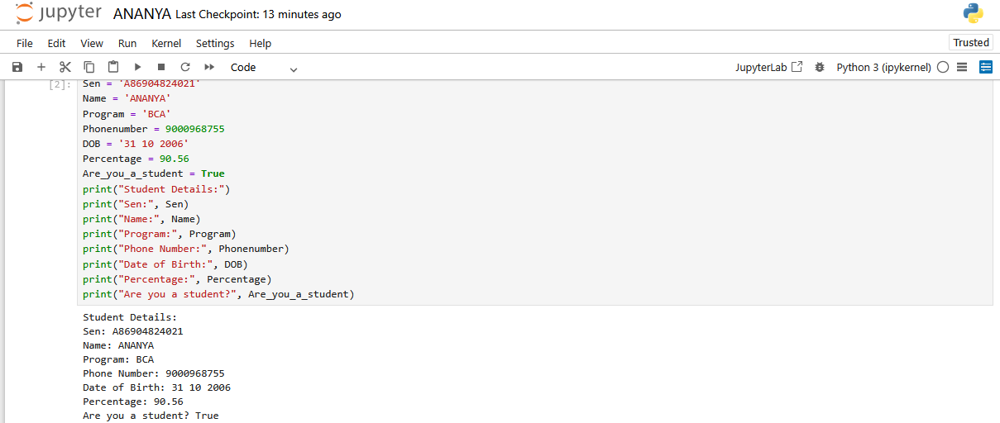 jupyter ANANYA Last Checkpoint: 13 minutes ago
File Edit View Run Kernel Settings Help Trusted
Code JupyterLab Python 3 (ipykernel)
[2]: Sen = 'A86904824021'
Name = 'ANANYA'
Program = 'BCA'
Phonenumber = 9000968755
DOB = '31 10 2006'
Percentage = 90.56
Are_you_a_student = True
print("Student Details:")
print("Sen:", Sen)
print("Name:", Name)
print("Program:", Program)
print("Phone Number:", Phonenumber)
print("Date of Birth:", DOB)
print("Percentage:", Percentage)
print("Are you a student?", Are_you_a_student)
Student Details:
Sen: A86904824021
Name: ANANYA
Program: BCA
Phone Number: 9000968755
Date of Birth: 31 10 2006
Percentage: 90.56
Are you a student? True